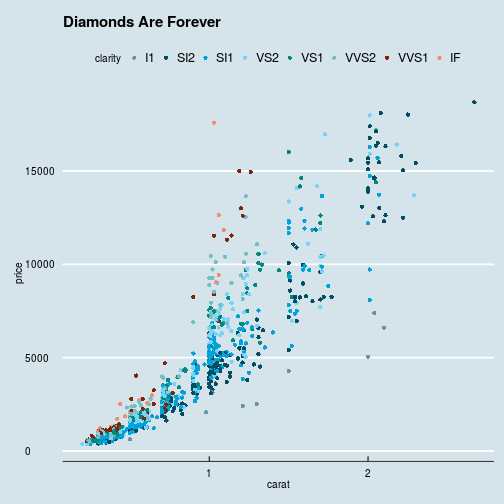 Diamonds Are Forever
clarity I1 SI2 SI1 VS2 VS1 VVS2 VVS1 IF
15000
10000
5000
0
price
1 2
carat